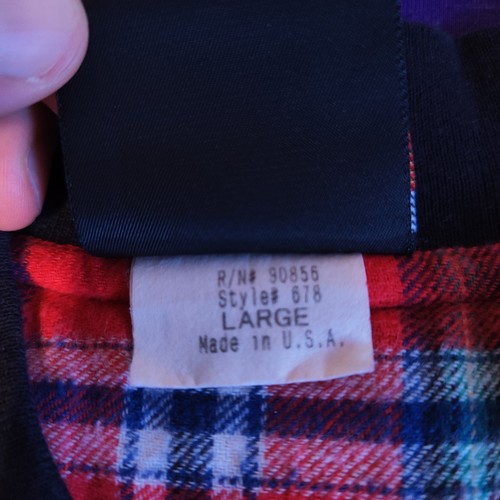 R/N# 90856
Style# 678
LARGE
Made in U.S.A.